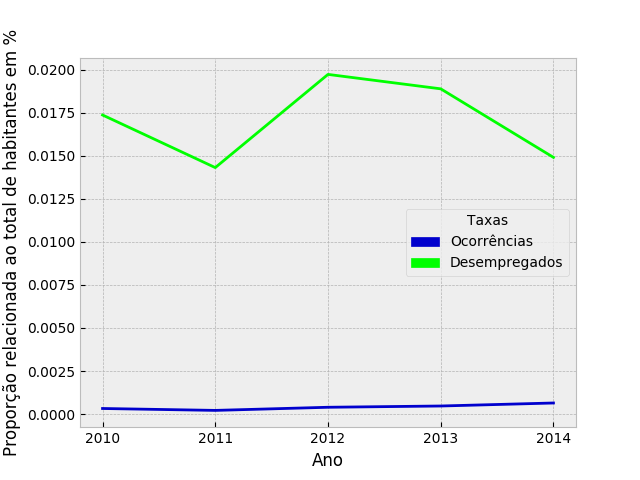 Proporção relacionada ao total de habitantes em %
0.0200
0.0175
0.0150
0.0125
0.0100
0.0075
0.0050
0.0025
0.0000
Taxas
Ocorrências
Desempregados
2010 2011 2012 2013 2014
Ano